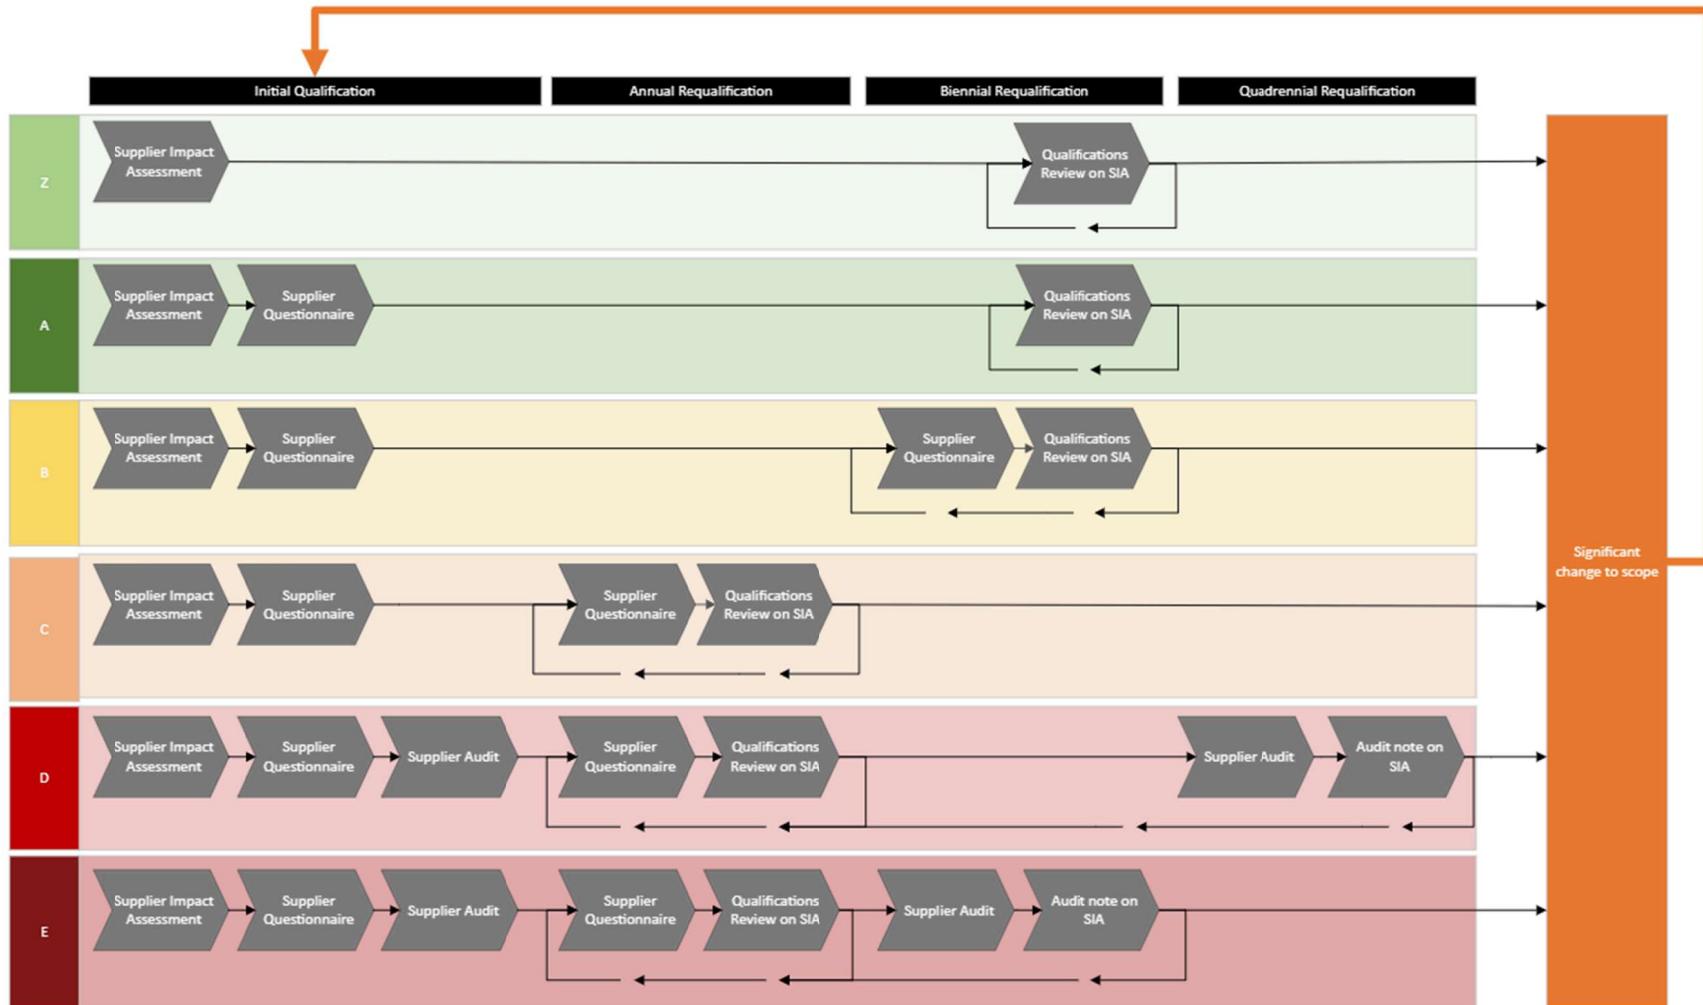 Initial Qualification
Annual Requalification
Biennial Requalification
Quadrennial Requalification
Z
Supplier Impact
Assessment
Qualifications
Review on SIA
A
Supplier Impact
Assessment
Supplier
Questionnaire
Qualifications
Review on SIA
B
Supplier Impact
Assessment
Supplier
Questionnaire
Supplier
Questionnaire
Qualifications
Review on SIA
C
Supplier Impact
Assessment
Supplier
Questionnaire
Supplier
Questionnaire
Qualifications
Review on SIA
D
Supplier Impact
Assessment
Supplier
Questionnaire
Supplier Audit
Supplier
Questionnaire
Qualifications
Review on SIA
Supplier Audit
Audit note on
SIA
E
Supplier Impact
Assessment
Supplier
Questionnaire
Supplier Audit
Supplier
Questionnaire
Qualifications
Review on SIA
Supplier Audit
Audit note on
SIA
Significant
change to scope